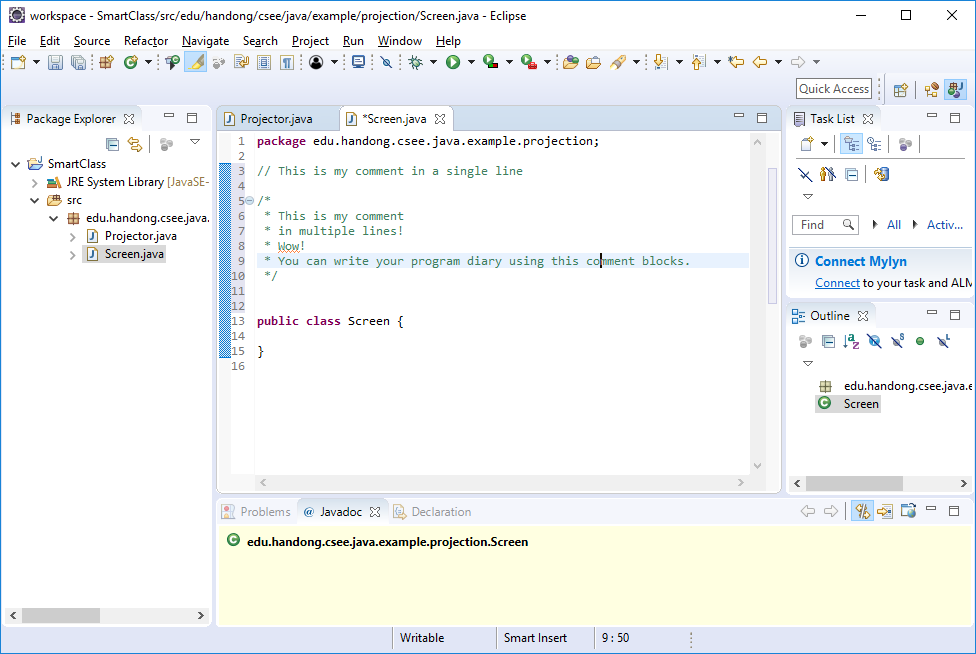 workspace - SmartClass/src/edu/handong/csee/java/example/projection/Screen.java - Eclipse
File Edit Source Refactor Navigate Search Project Run Window Help
Quick Access
Package Explorer
SmartClass
JRE System Library [JavaSE-
src
edu.handong.csee.java.
Projector.java
Screen.java
Projector.java *Screen.java
1 package edu.handong.csee.java.example.projection;
2
3 // This is my comment in a single line
4
5 /*
6 * This is my comment
7 * in multiple lines!
8 * Wow!
9 * You can write your program diary using this comment blocks.
10 */
11
12
13 public class Screen {
14
15 }
16
Task List
Find All Activ...
Connect Mylyn
Connect to your task and ALM
Outline
edu.handong.csee.java.e
Screen
Problems @ Javadoc Declaration
edu.handong.csee.java.example.projection.Screen
Writable Smart Insert 9 : 50